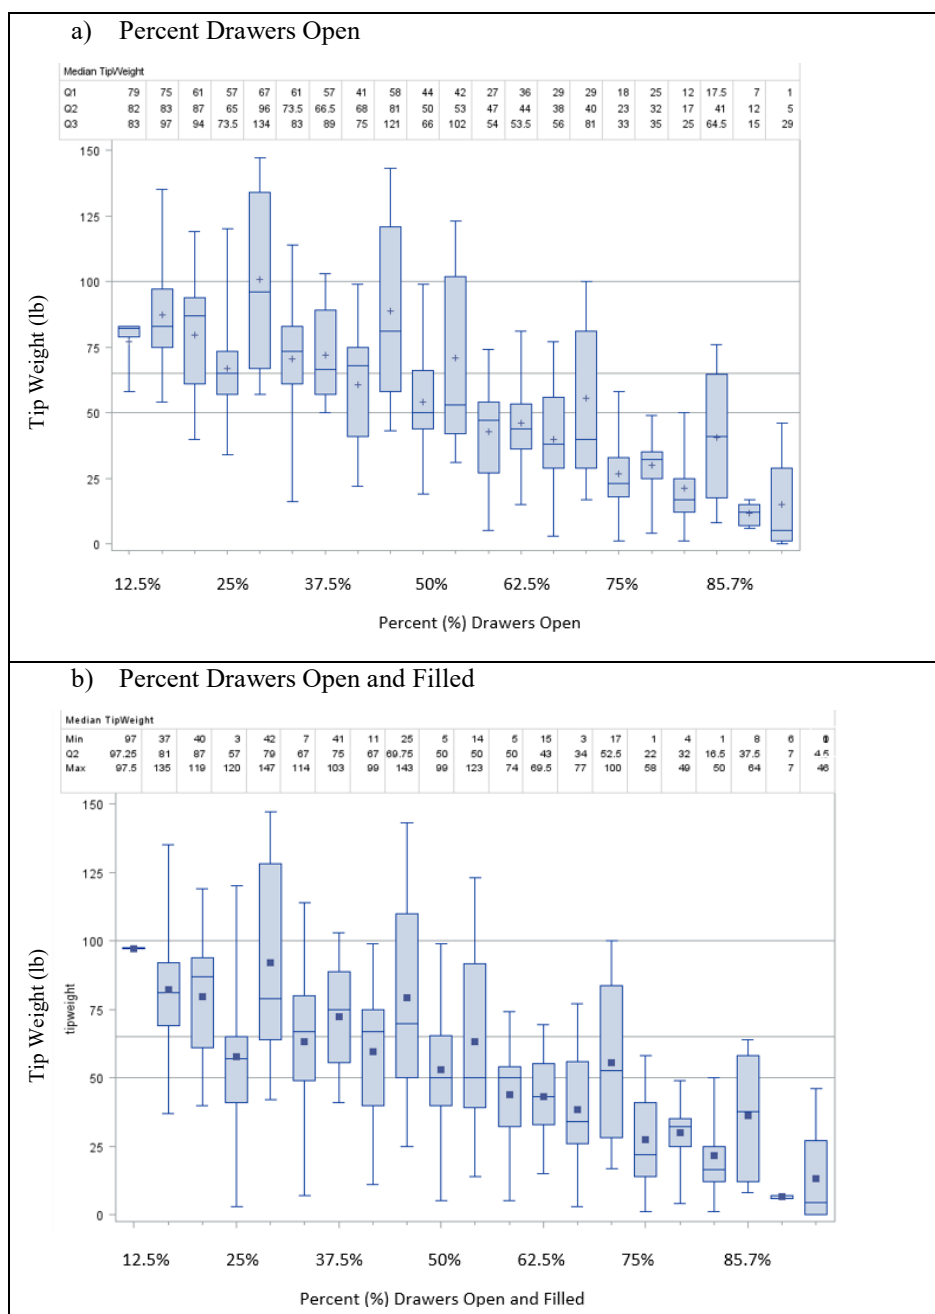 a) Percent Drawers Open
Median TipWeight
Q1 79 75 61 57 67 61 57 41 58 44 42 27 36 29 29 18 25 12 17.5 7 1
Q2 82 83 87 65 96 73.5 66.5 68 81 50 53 47 44 38 40 23 32 17 41 12 5
Q3 83 97 94 73.5 134 83 89 75 121 66 102 54 53.5 56 81 33 35 25 64.5 15 29
150
125
100
75
50
25
0
Tip Weight (lb)
12.5% 25% 37.5% 50% 62.5% 75% 85.7%
Percent (%) Drawers Open
b) Percent Drawers Open and Filled
Median TipWeight
Min 97 37 40 3 42 7 41 11 25 5 14 5 15 3 17 1 4 1 8 6
Q2 97.25 81 87 57 79 67 75 67 69.75 50 50 50 43 34 52.5 22 32 16.5 37.5 7 4.5
Max 97.5 135 119 120 147 114 103 99 143 99 123 74 69.5 77 100 58 49 50 64 7 46
150
125
100
75
50
25
0
Tip Weight (lb)
tipweight
12.5% 25% 37.5% 50% 62.5% 75% 85.7%
Percent (%) Drawers Open and Filled